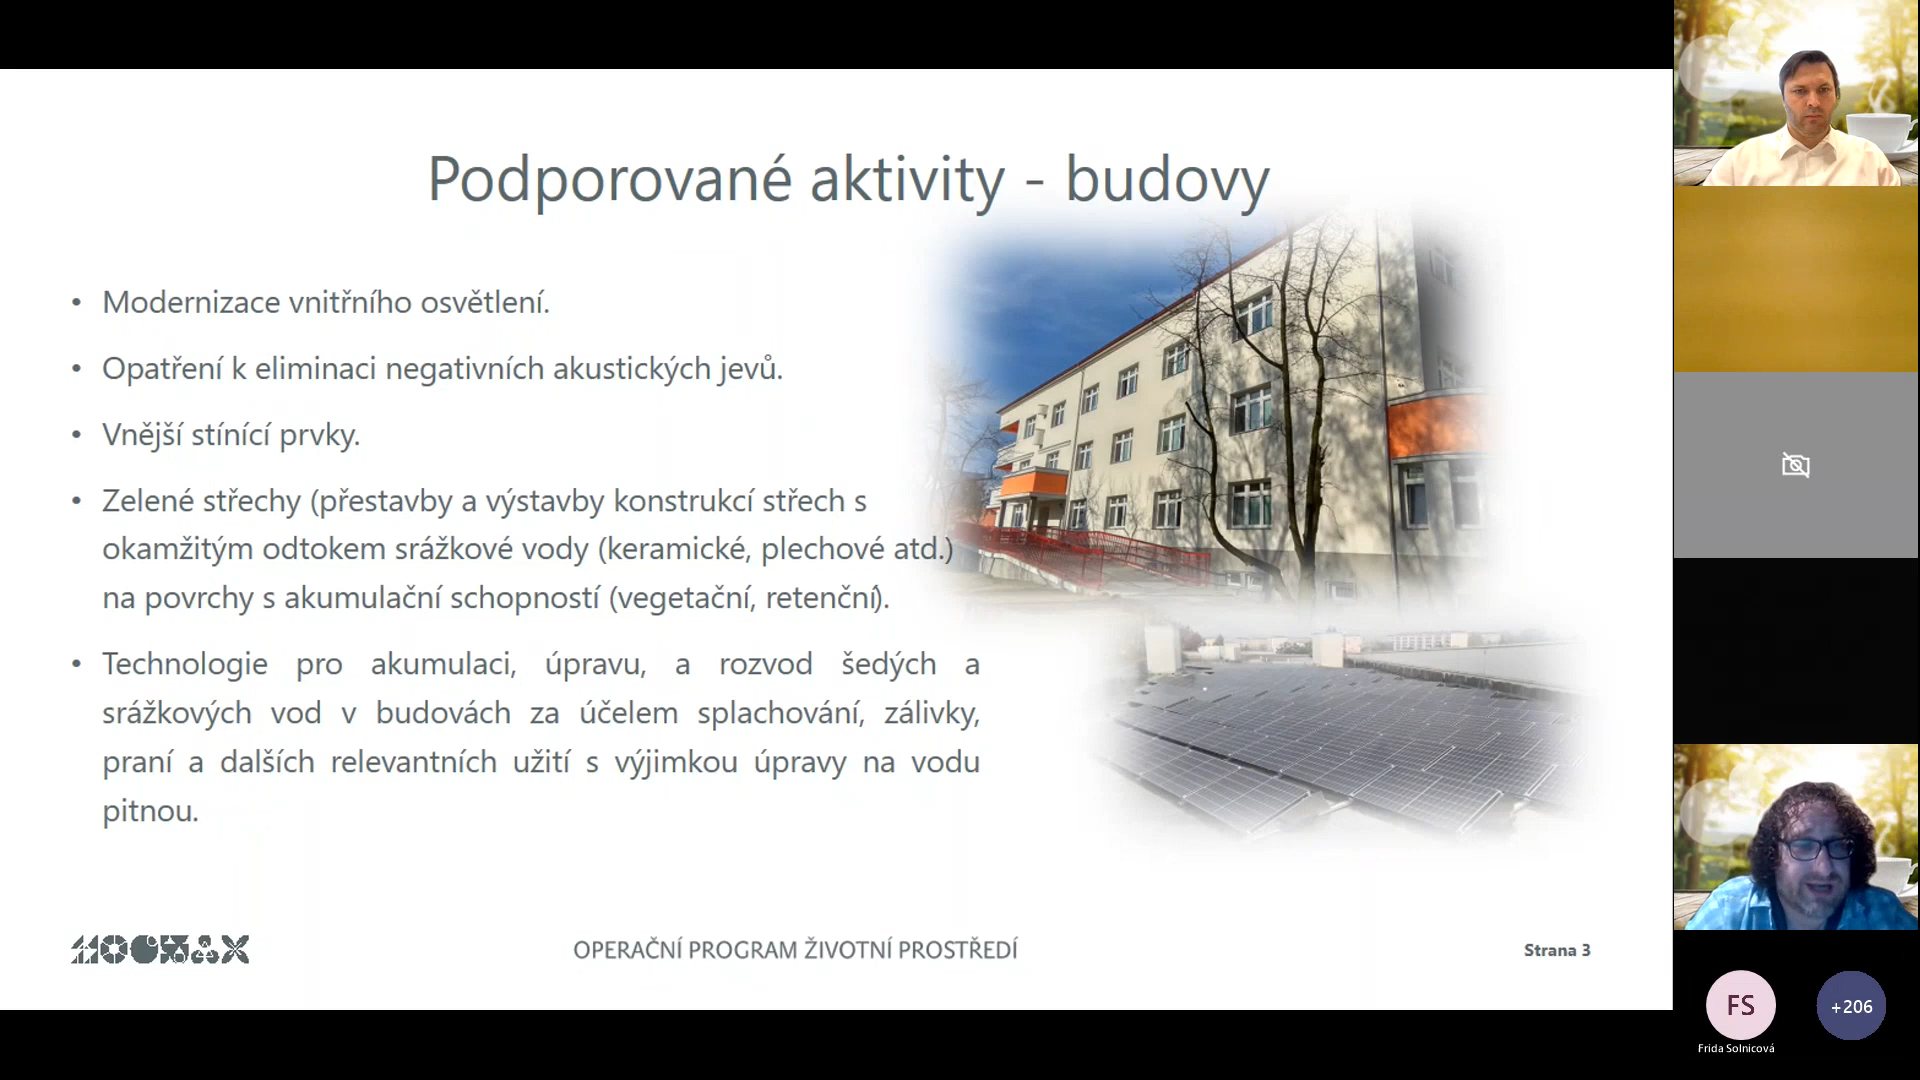 Podporované aktivity - budovy
• Modernizace vnitřního osvětlení.
• Opatření k eliminaci negativních akustických jevů.
• Vnější stínící prvky.
• Zelené střechy (přestavby a výstavby konstrukcí střech s
okamžitým odtokem srážkové vody (keramické, plechové atd.)
na povrchy s akumulační schopností (vegetační, retenční).
• Technologie pro akumulaci, úpravu, a rozvod šedých a
srážkových vod v budovách za účelem splachování, zálivky,
praní a dalších relevantních užití s výjimkou úpravy na vodu
pitnou.
OPERAČNÍ PROGRAM ŽIVOTNÍ PROSTŘEDÍ
Strana 3
FS
+206
Frida Solnicová